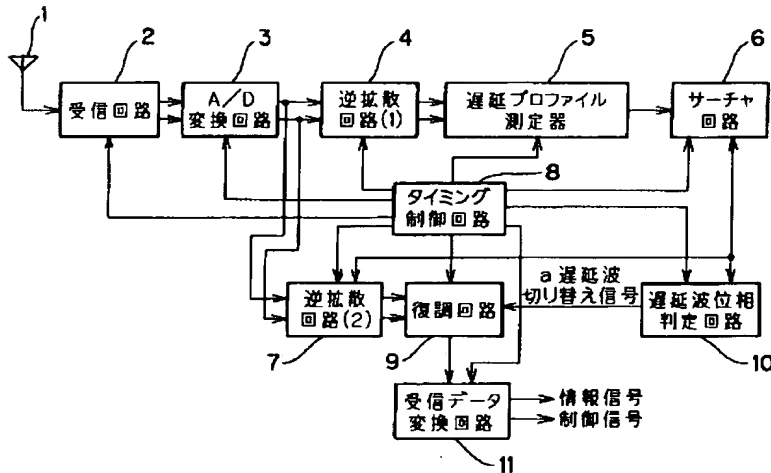 1
2
3
4
5
6
受信回路
A/D
変換回路
逆拡散
回路(1)
遅延プロファイル
測定器
サーチャ
回路
8
タイミング
制御回路
a 遅延波
切り替え信号
逆拡散
回路(2)
復調回路
遅延波位相
判定回路
7
9
10
受信データ
変換回路
情報信号
制御信号
11